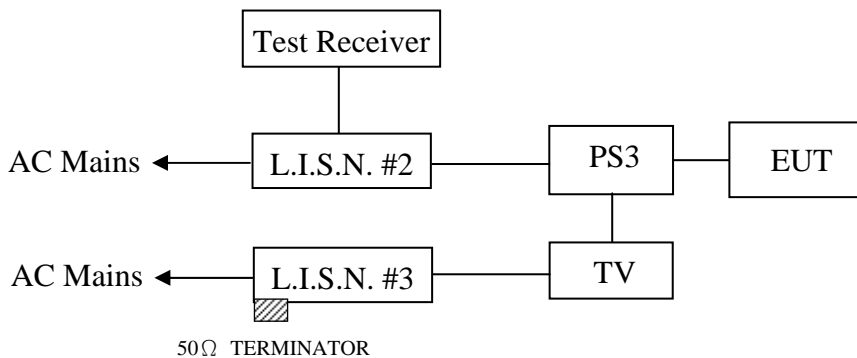 Test Receiver
AC Mains
L.I.S.N. #2
PS3
EUT
AC Mains
L.I.S.N. #3
TV
50Ω TERMINATOR